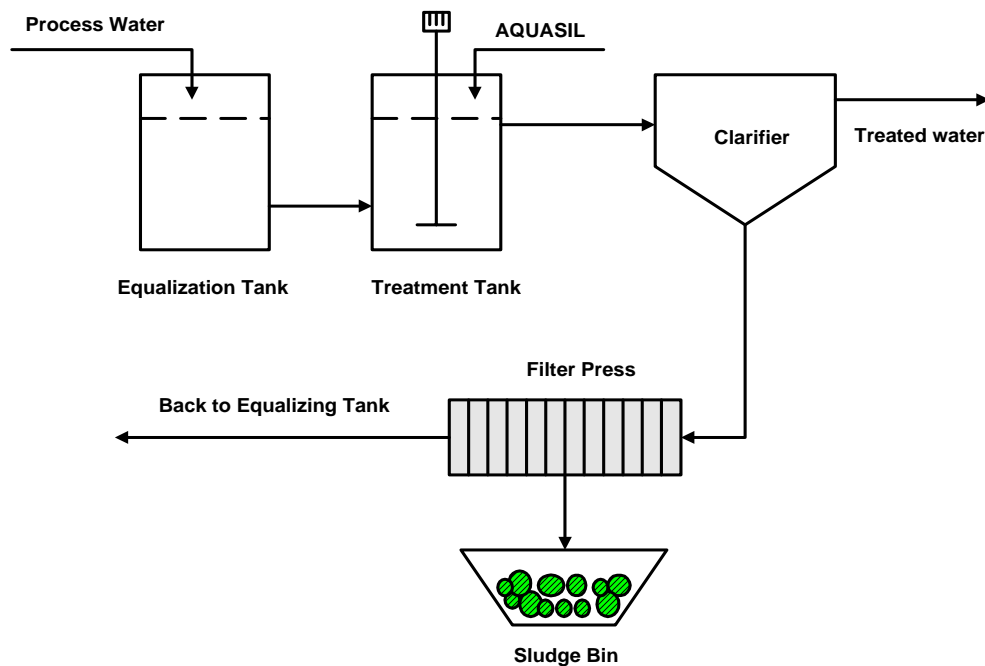 Process Water
AQUASIL
Clarifier
Treated water
Equalization Tank
Treatment Tank
Filter Press
Back to Equalizing Tank
Sludge Bin